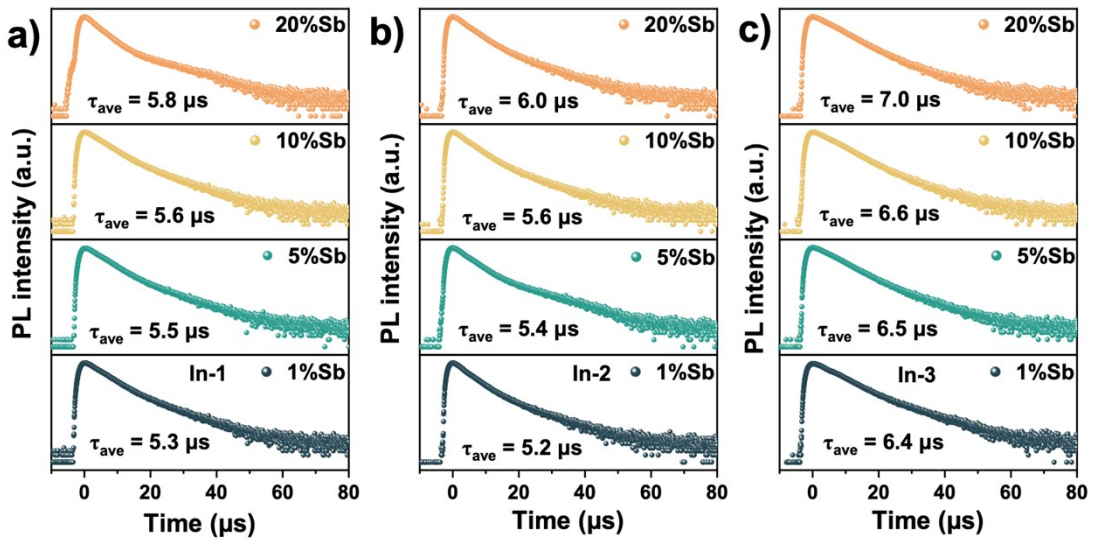 a)
PL intensity (a.u.)
20%Sb
τave = 5.8 μs
10%Sb
τave = 5.6 μs
5%Sb
τave = 5.5 μs
In-1
1%Sb
τave = 5.3 μs
0 20 40 60 80
Time (μs)
b)
PL intensity (a.u.)
20%Sb
τave = 6.0 μs
10%Sb
τave = 5.6 μs
5%Sb
τave = 5.4 μs
In-2
1%Sb
τave = 5.2 μs
0 20 40 60 80
Time (μs)
c)
PL intensity (a.u.)
20%Sb
τave = 7.0 μs
10%Sb
τave = 6.6 μs
5%Sb
τave = 6.5 μs
In-3
1%Sb
τave = 6.4 μs
0 20 40 60 80
Time (μs)